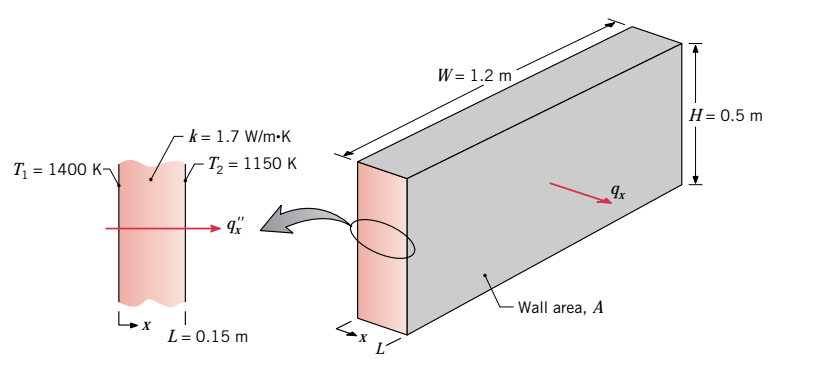 W = 1.2 m
H = 0.5 m
k = 1.7 W/m•K
T₁ = 1400 K
T₂ = 1150 K
qₓ
qₓ″
Wall area, A
x
L = 0.15 m
x
L